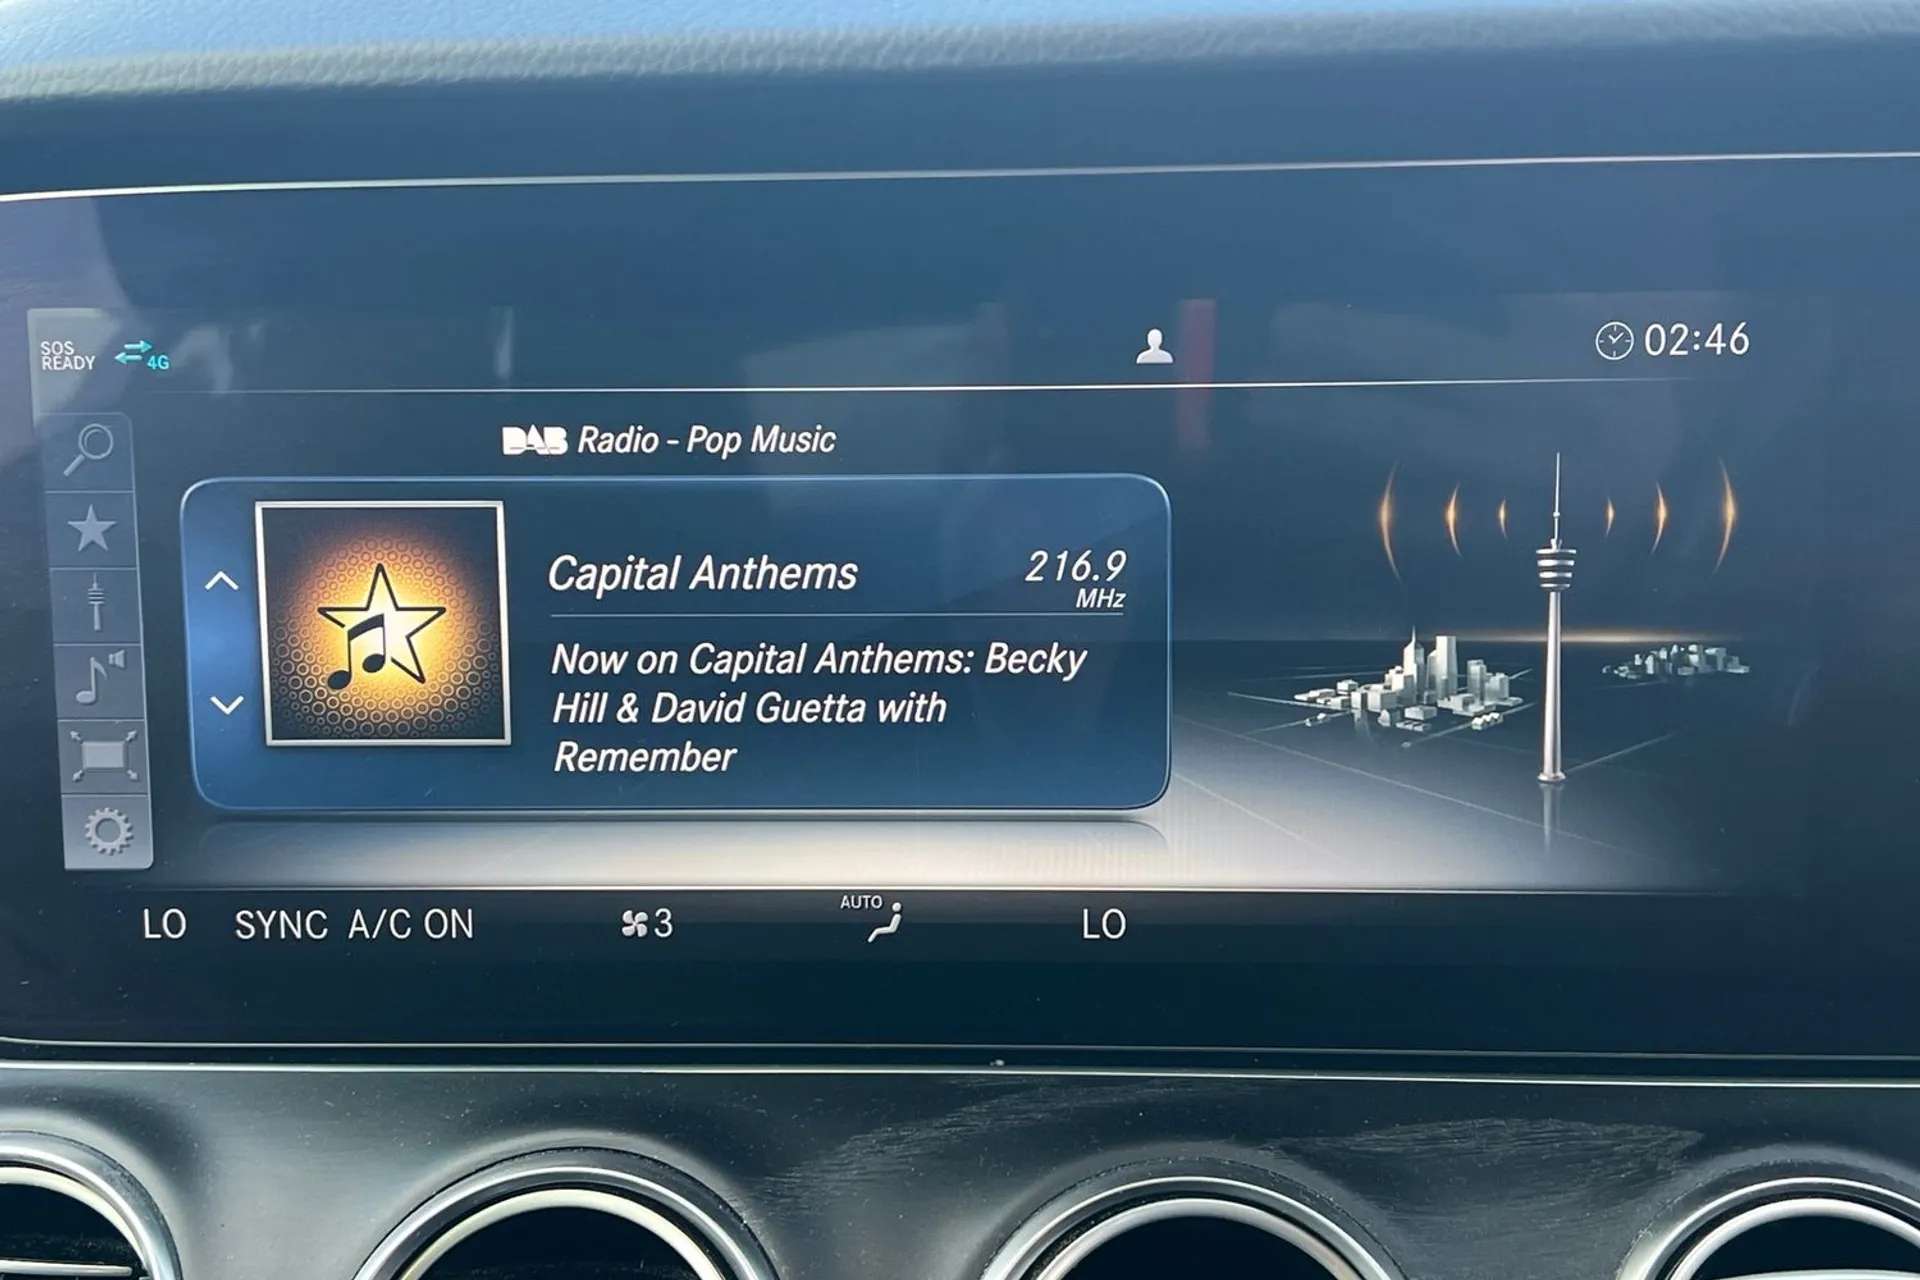 SOS
READY
4G
02:46
DAB Radio - Pop Music
Capital Anthems
216.9
MHz
Now on Capital Anthems: Becky
Hill & David Guetta with
Remember
LO SYNC A/C ON 3 AUTO LO